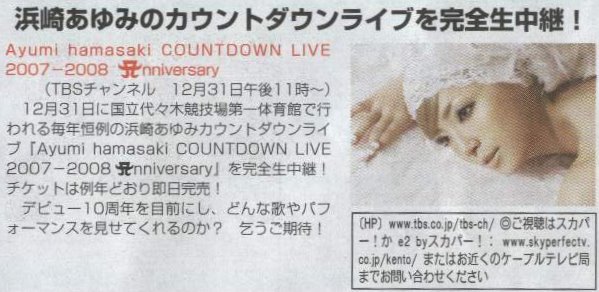 浜崎あゆみのカウントダウンライブを完全生中継！
Ayumi hamasaki COUNTDOWN LIVE
2007−2008 Anniversary
（TBSチャンネル　12月31日午後11時〜）
12月31日に国立代々木競技場第一体育館で行
われる毎年恒例の浜崎あゆみカウントダウンライ
ブ『Ayumi hamasaki COUNTDOWN LIVE
2007−2008 Anniversary』を完全生中継！
チケットは例年どおり即日完売！
デビュー10周年を目前にし、どんな歌やパフ
ォーマンスを見せてくれるのか？　乞うご期待！
〔HP〕www.tbs.co.jp/tbs-ch/ ◎ご視聴はスカパ
ー！か e2 byスカパー！： www.skyperfectv.
co.jp/kento/ またはお近くのケーブルテレビ局
までお問い合わせください